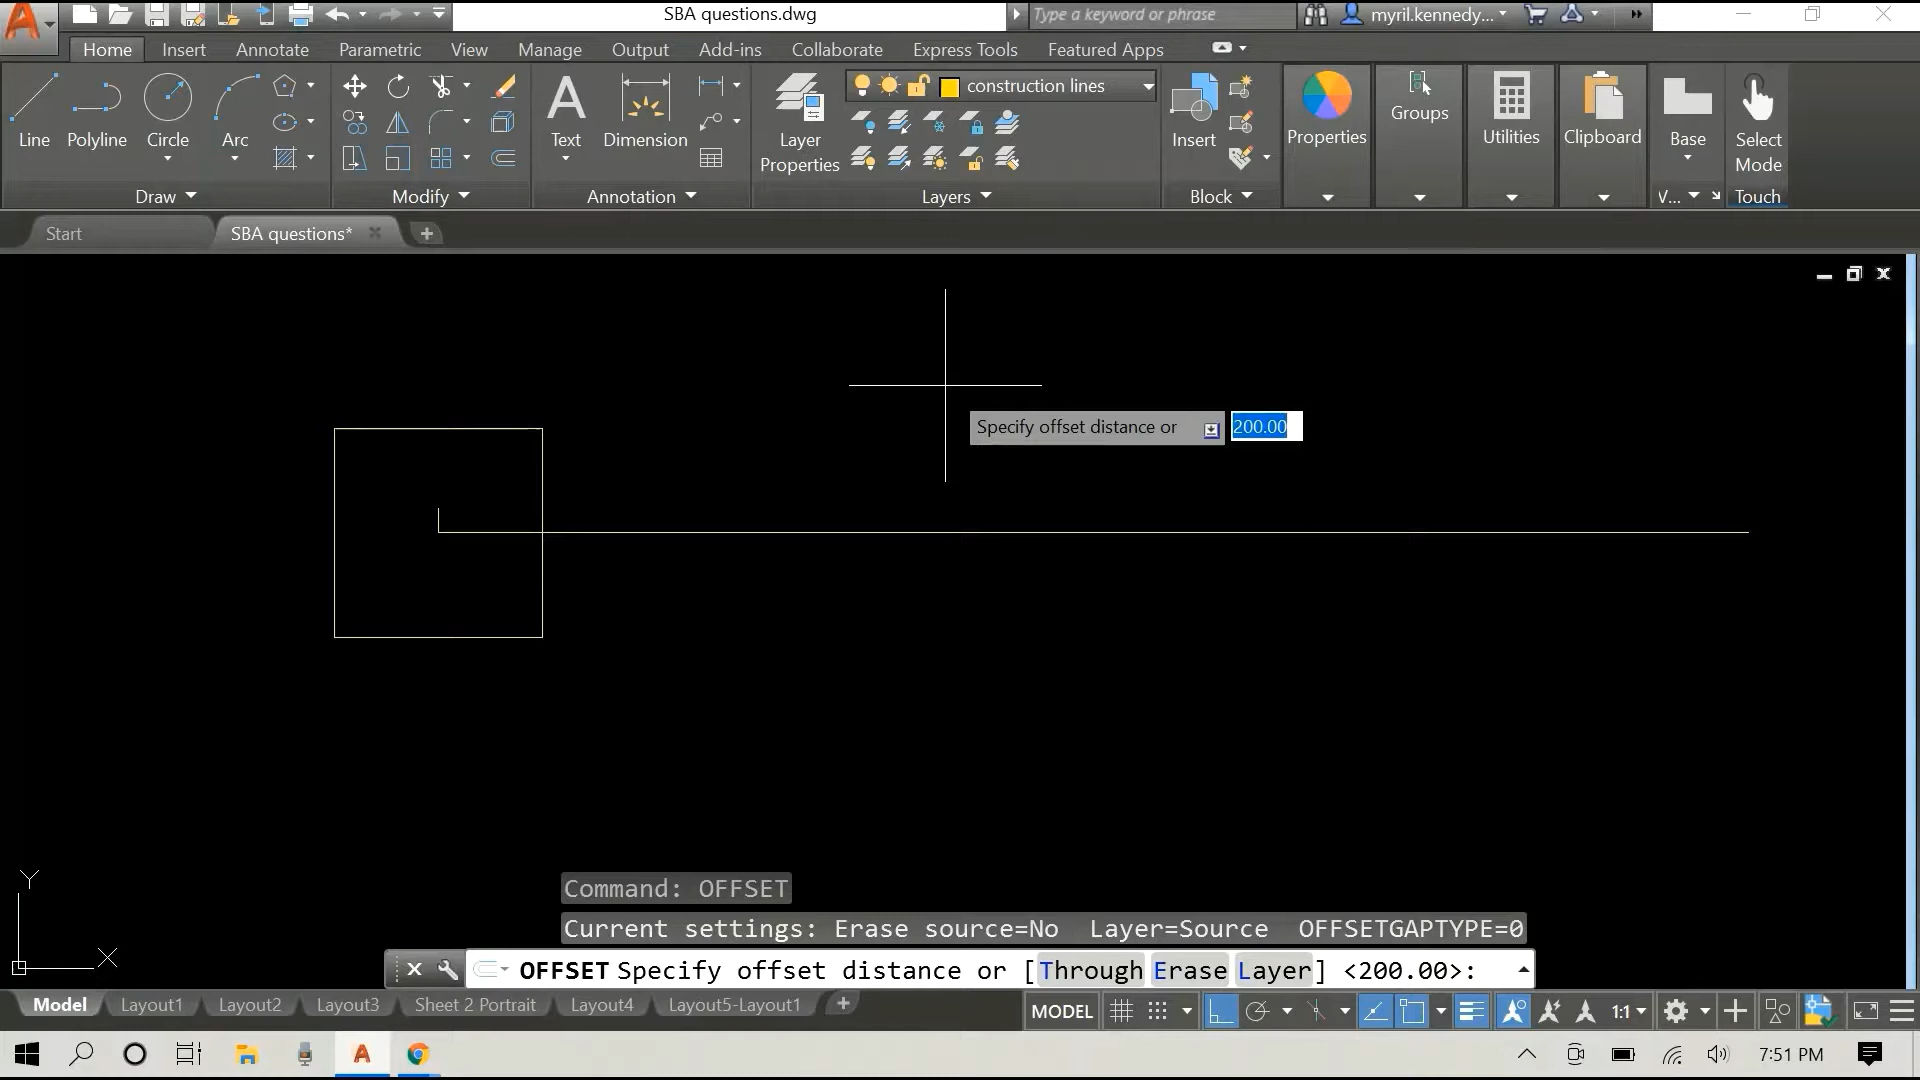 SBA questions.dwg
Type a keyword or phrase
myril.kennedy...
Home Insert Annotate Parametric View Manage Output Add-ins Collaborate Express Tools Featured Apps
construction lines
Line Polyline Circle Arc
Text Dimension
Layer Properties
Insert
Properties
Groups
Utilities
Clipboard
Base
Select Mode
Draw Modify Annotation Layers Block V... Touch
Start SBA questions*
Specify offset distance or 200.00
Y
X
Command: OFFSET
Current settings: Erase source=No Layer=Source OFFSETGAPTYPE=0
OFFSET Specify offset distance or [Through Erase Layer] <200.00>:
Model Layout1 Layout2 Layout3 Sheet 2 Portrait Layout4 Layout5-Layout1
MODEL 1:1
7:51 PM